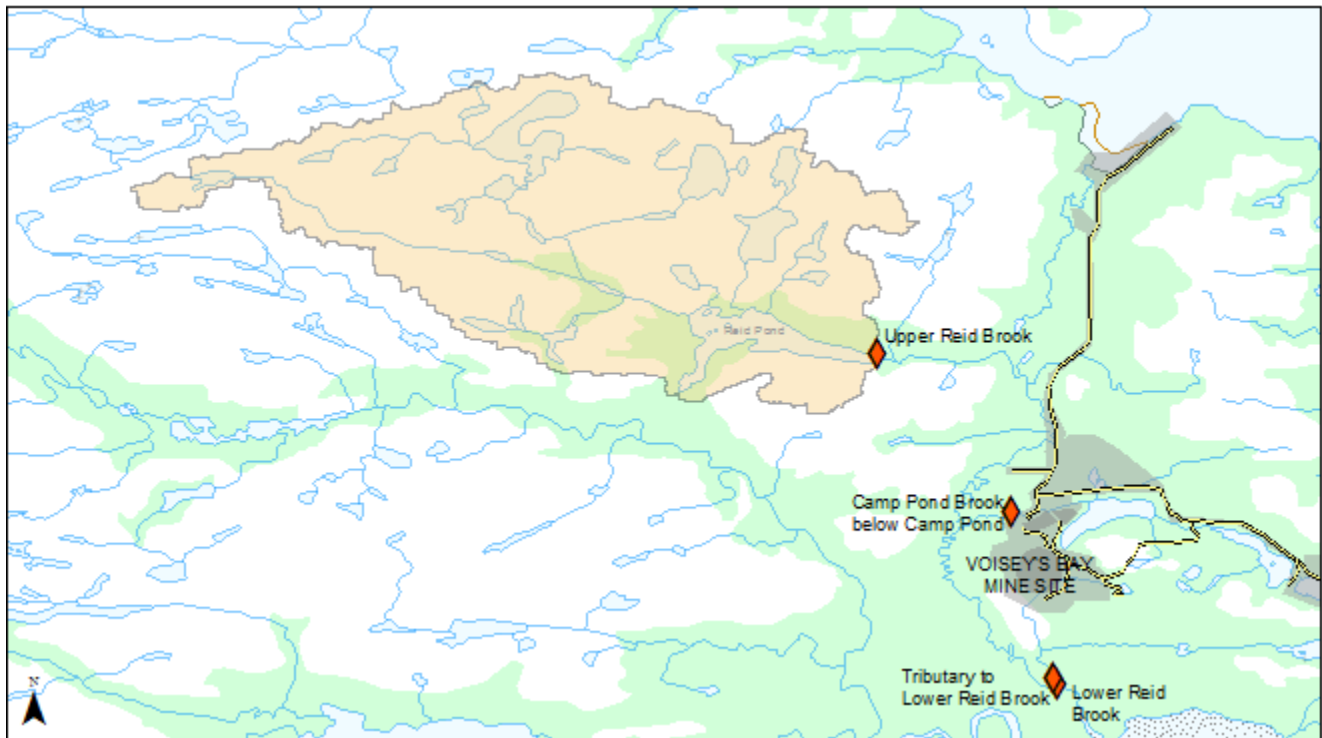 Reid Pond
Upper Reid Brook
Camp Pond Brook
below Camp Pond
VOISEY'S BAY
MINE SITE
Tributary to
Lower Reid Brook
Lower Reid
Brook
N